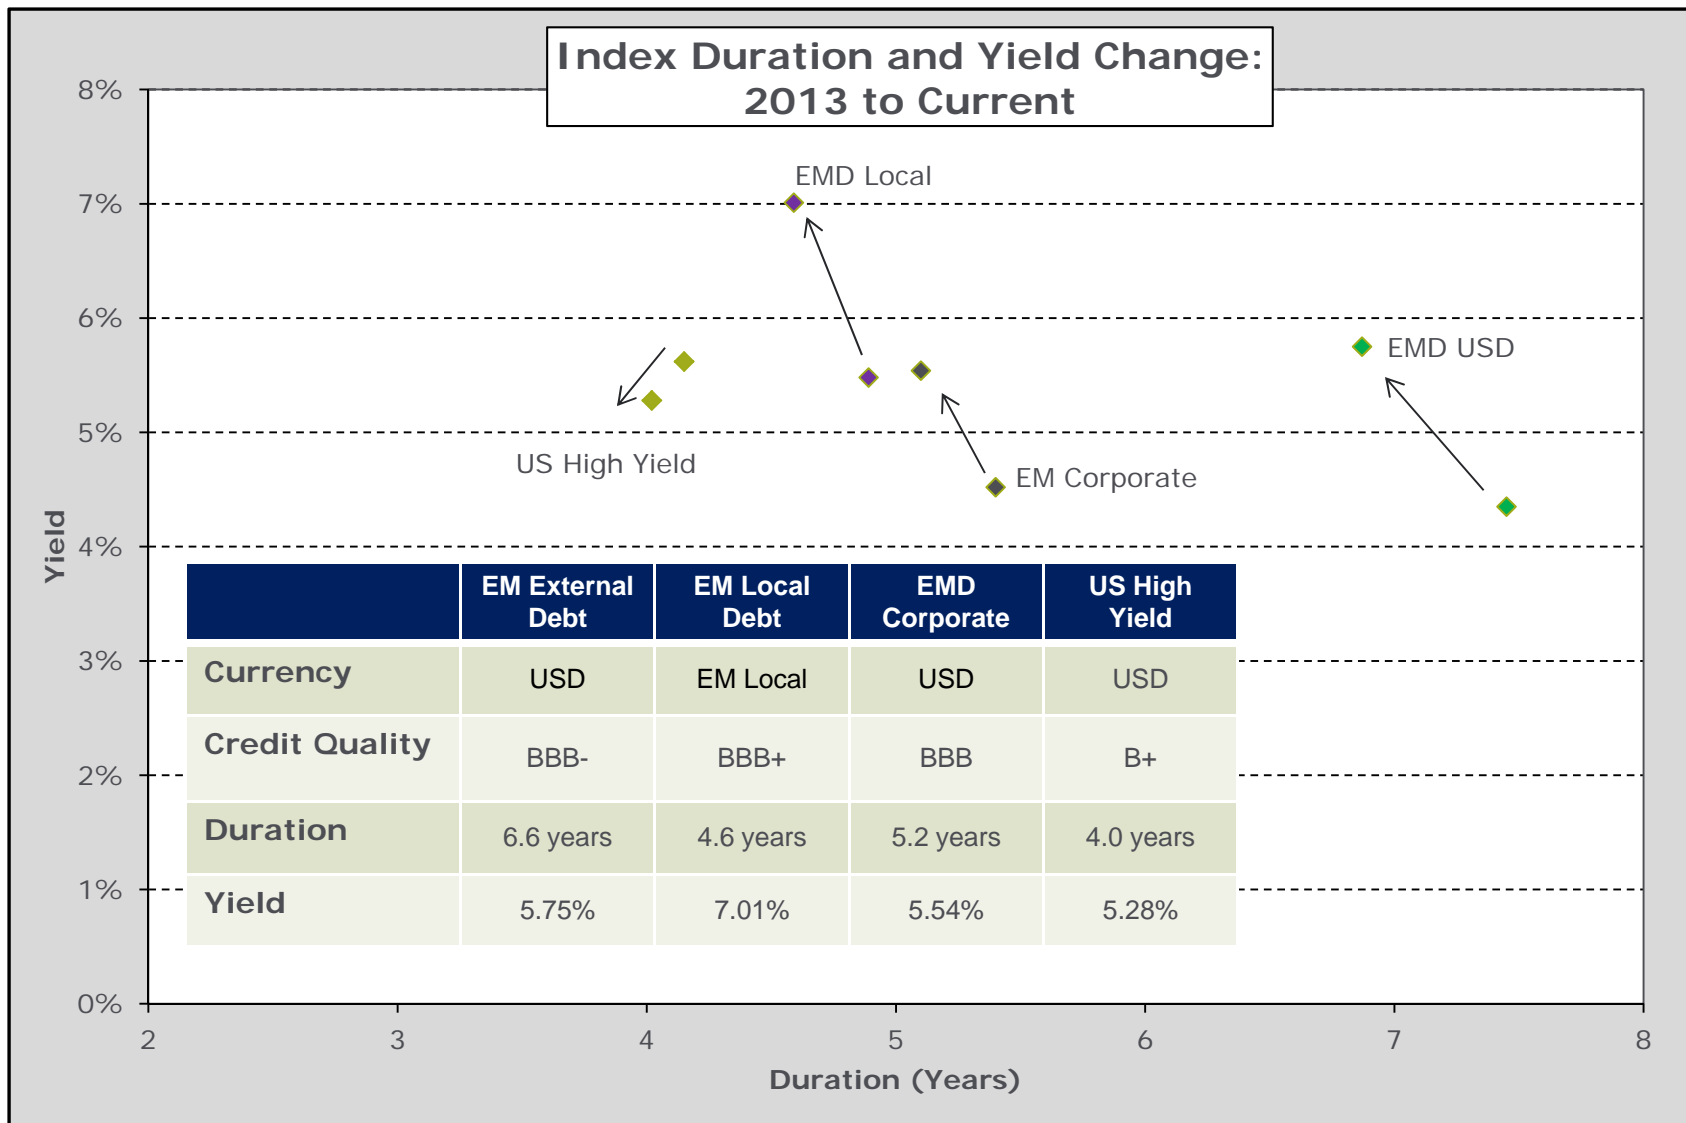 Index Duration and Yield Change:
2013 to Current
8%
7%
6%
5%
4%
3%
2%
1%
0%
Yield
EMD Local
EMD USD
US High Yield
EM Corporate
EM External Debt
EM Local Debt
EMD Corporate
US High Yield
Currency USD EM Local USD USD
Credit Quality BBB- BBB+ BBB B+
Duration 6.6 years 4.6 years 5.2 years 4.0 years
Yield 5.75% 7.01% 5.54% 5.28%
2 3 4 5 6 7 8
Duration (Years)